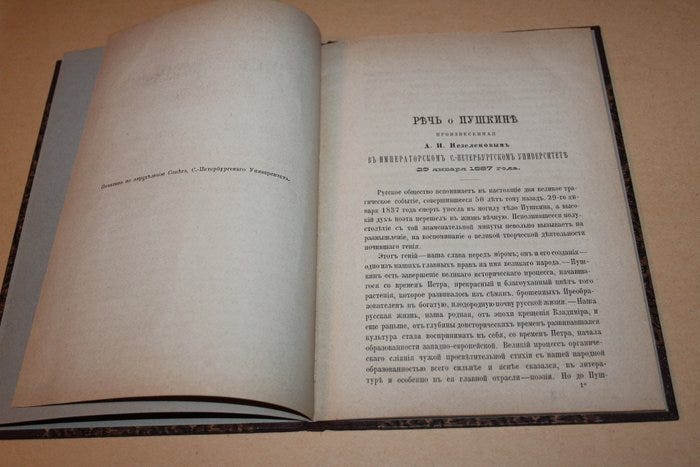 Печатано по опредѣленію Совѣта, С.-Петербургскаго Университета.
РѢЧЬ о ПУШКИНѢ
ПРОИЗНЕСЕННАЯ
А. И. Незеленовымъ
ВЪ ИМПЕРАТОРСКОМЪ С.-ПЕТЕРБУРГСКОМЪ УНИВЕРСИТЕТѢ
29 января 1887 года.
Русское общество вспоминаетъ въ настоящіе дни великое тра-
гическое событіе, совершившееся 50 лѣтъ тому назадъ. 29-го ян-
варя 1837 года смерть унесла въ могилу тѣло Пушкина, а высо-
кій духъ поэта перешелъ въ жизнь вѣчную. Исполнившееся полу-
столѣтіе съ той знаменательной минуты невольно вызываетъ на
размышленіе, на воспоминаніе о великой творческой дѣятельности
почившаго генія.
Этотъ геній—наша слава передъ міромъ; онъ и его созданія—
одно изъ нашихъ главныхъ правъ на имя великаго народа.—Пуш-
кинъ есть завершеніе великаго историческаго процесса, начавша-
гося со временъ Петра, прекрасный и благоуханный цвѣтъ того
растенія, которое развилось изъ сѣмянъ, брошенныхъ Преобра-
зователемъ въ богатую, плодородную почву русской жизни.—Наша
русская жизнь, наша родная, отъ эпохи крещенія Владиміра, и
еще раньше, отъ глубины доисторическихъ временъ развивавшаяся
культура стала воспринимать въ себя, со временъ Петра, начала
образованности западно-европейской. Великій процессъ органиче-
скаго сліянія чужой просвѣтительной стихіи съ нашей народной
образованностью всего сильнѣе и яснѣе сказался, въ литера-
турѣ и особенно въ ея главной отрасли—поэзіи. Но до Пуш-
1*